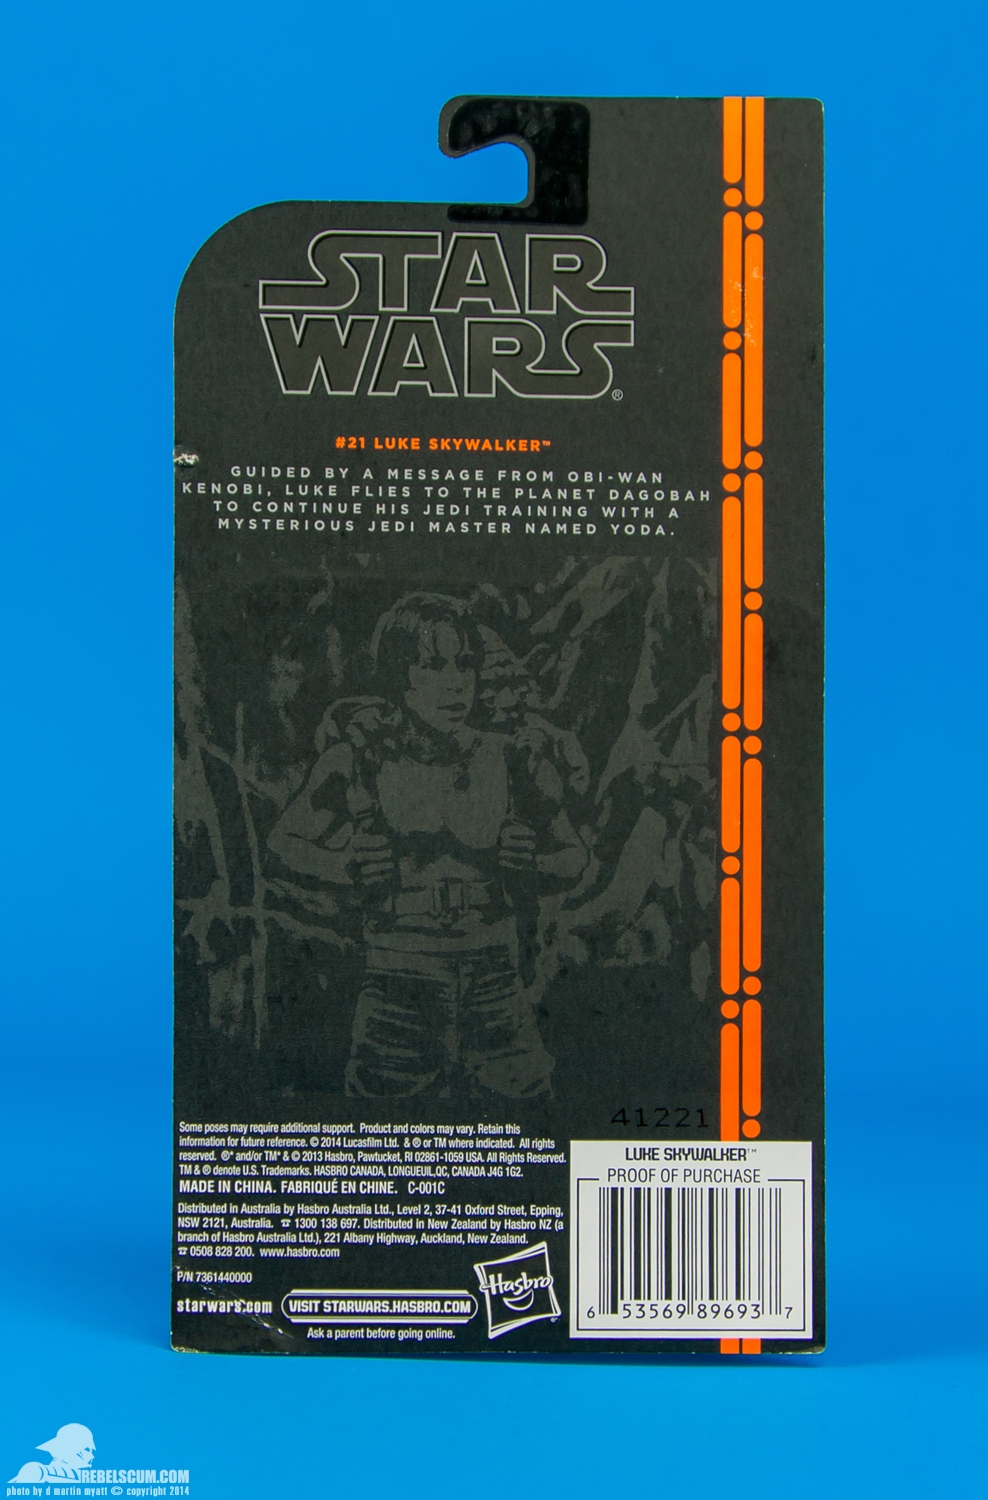 STAR
WARS®
#21 LUKE SKYWALKER™
GUIDED BY A MESSAGE FROM OBI-WAN
KENOBI, LUKE FLIES TO THE PLANET DAGOBAH
TO CONTINUE HIS JEDI TRAINING WITH A
MYSTERIOUS JEDI MASTER NAMED YODA.
41221
Some poses may require additional support. Product and colors may vary. Retain this
information for future reference. © 2014 Lucasfilm Ltd. & ® or TM where indicated. All rights
reserved. ®* and/or TM* & © 2013 Hasbro, Pawtucket, RI 02861-1059 USA. All Rights Reserved.
TM & ® denote U.S. Trademarks. HASBRO CANADA, LONGUEUIL,QC, CANADA J4G 1G2.
MADE IN CHINA. FABRIQUÉ EN CHINE. C-001C
Distributed in Australia by Hasbro Australia Ltd., Level 2, 37-41 Oxford Street, Epping,
NSW 2121, Australia. ☎ 1300 138 697. Distributed in New Zealand by Hasbro NZ (a
branch of Hasbro Australia Ltd.), 221 Albany Highway, Auckland, New Zealand.
☎ 0508 828 200. www.hasbro.com
P/N 7361440000
starwars.com
VISIT STARWARS.HASBRO.COM
Ask a parent before going online.
Hasbro
®*
LUKE SKYWALKER™
PROOF OF PURCHASE
6 53569 89693 7
REBELSCUM.COM
photo by d martin myatt © copyright 2014